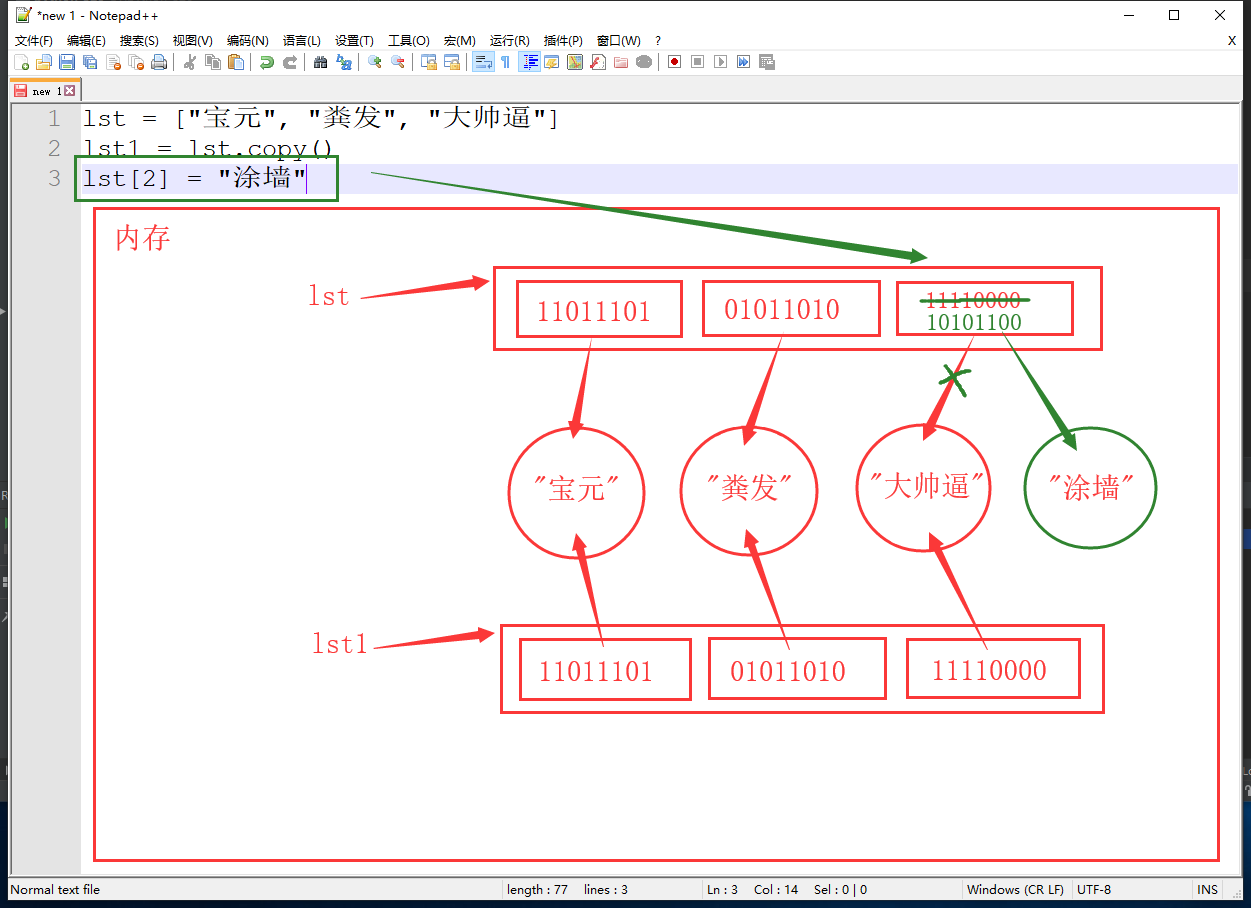 *new 1 - Notepad++
文件(F) 编辑(E) 搜索(S) 视图(V) 编码(N) 语言(L) 设置(T) 工具(O) 宏(M) 运行(R) 插件(P) 窗口(W) ? X
new 1
1 lst = ["宝元", "粪发", "大帅逼"]
2 lst1 = lst.copy()
3 lst[2] = "涂墙"
内存
lst
11011101 01011010 11110000
10101100
"宝元" "粪发" "大帅逼" "涂墙"
lst1
11011101 01011010 11110000
Normal text file length : 77 lines : 3 Ln : 3 Col : 14 Sel : 0 | 0 Windows (CR LF) UTF-8 INS